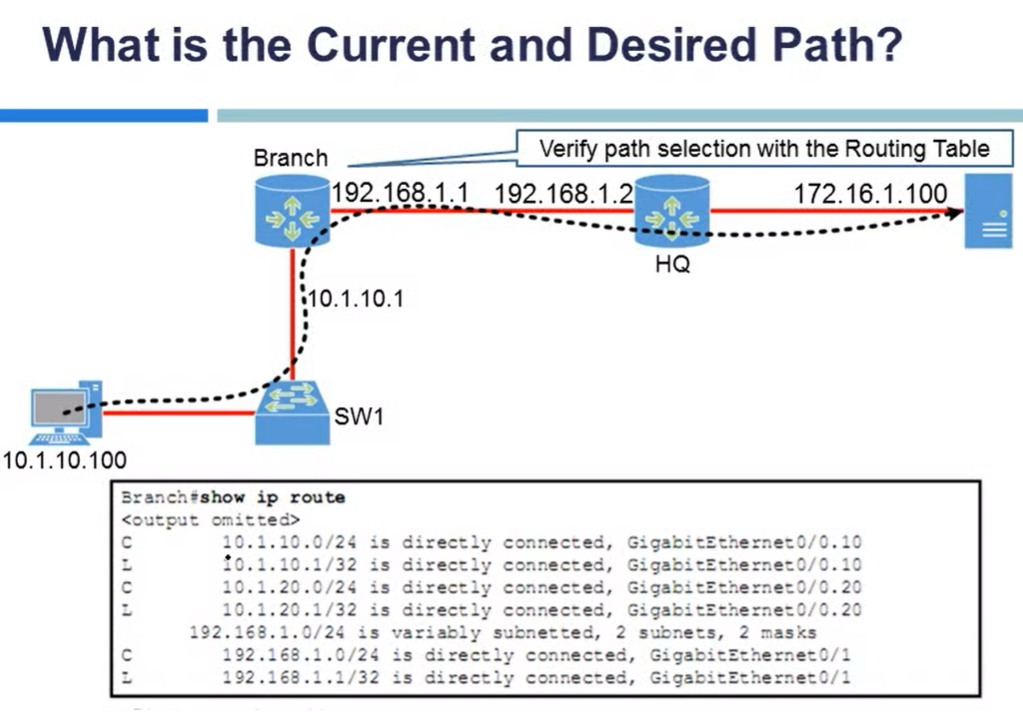 What is the Current and Desired Path?
Verify path selection with the Routing Table
Branch
192.168.1.1
192.168.1.2
172.16.1.100
HQ
10.1.10.1
SW1
10.1.10.100
Branch#show ip route
<output omitted>
C 10.1.10.0/24 is directly connected, GigabitEthernet0/0.10
L 10.1.10.1/32 is directly connected, GigabitEthernet0/0.10
C 10.1.20.0/24 is directly connected, GigabitEthernet0/0.20
L 10.1.20.1/32 is directly connected, GigabitEthernet0/0.20
192.168.1.0/24 is variably subnetted, 2 subnets, 2 masks
C 192.168.1.0/24 is directly connected, GigabitEthernet0/1
L 192.168.1.1/32 is directly connected, GigabitEthernet0/1